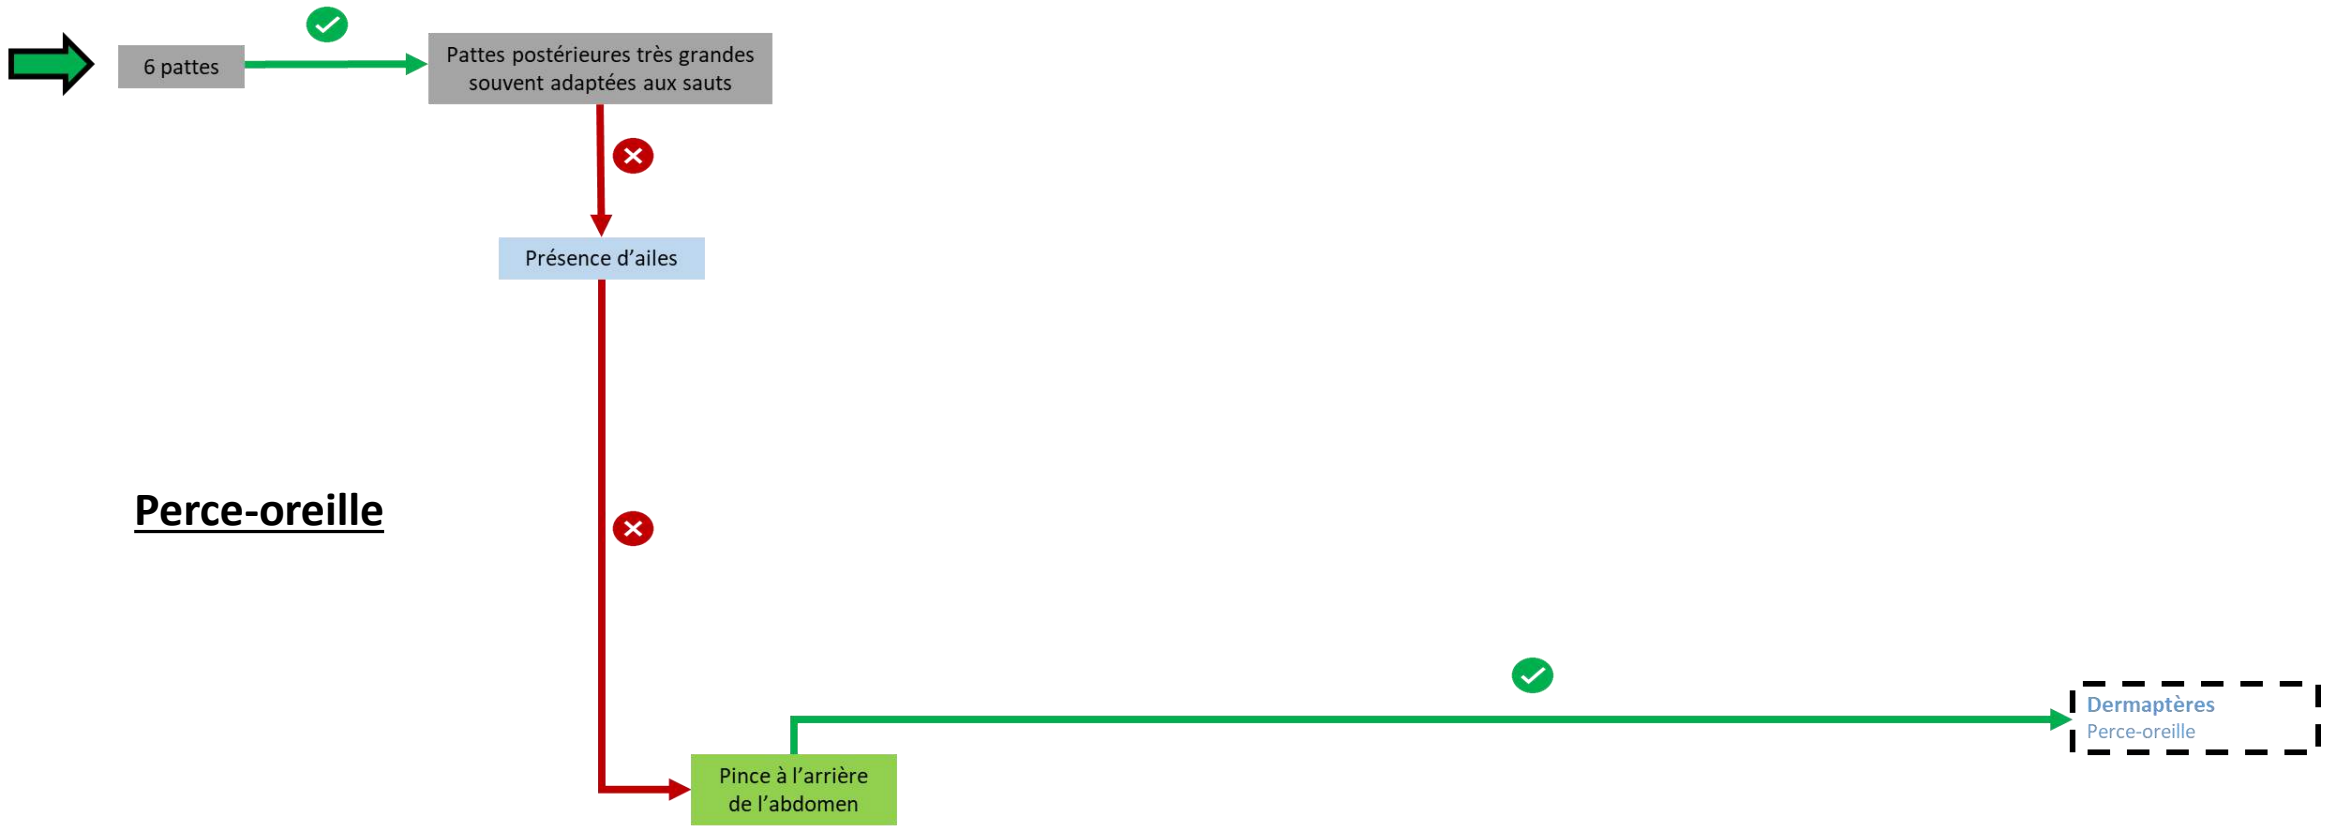 6 pattes
Pattes postérieures très grandes
souvent adaptées aux sauts
Présence d’ailes
Perce-oreille
Dermaptères
Perce-oreille
Pince à l’arrière
de l’abdomen